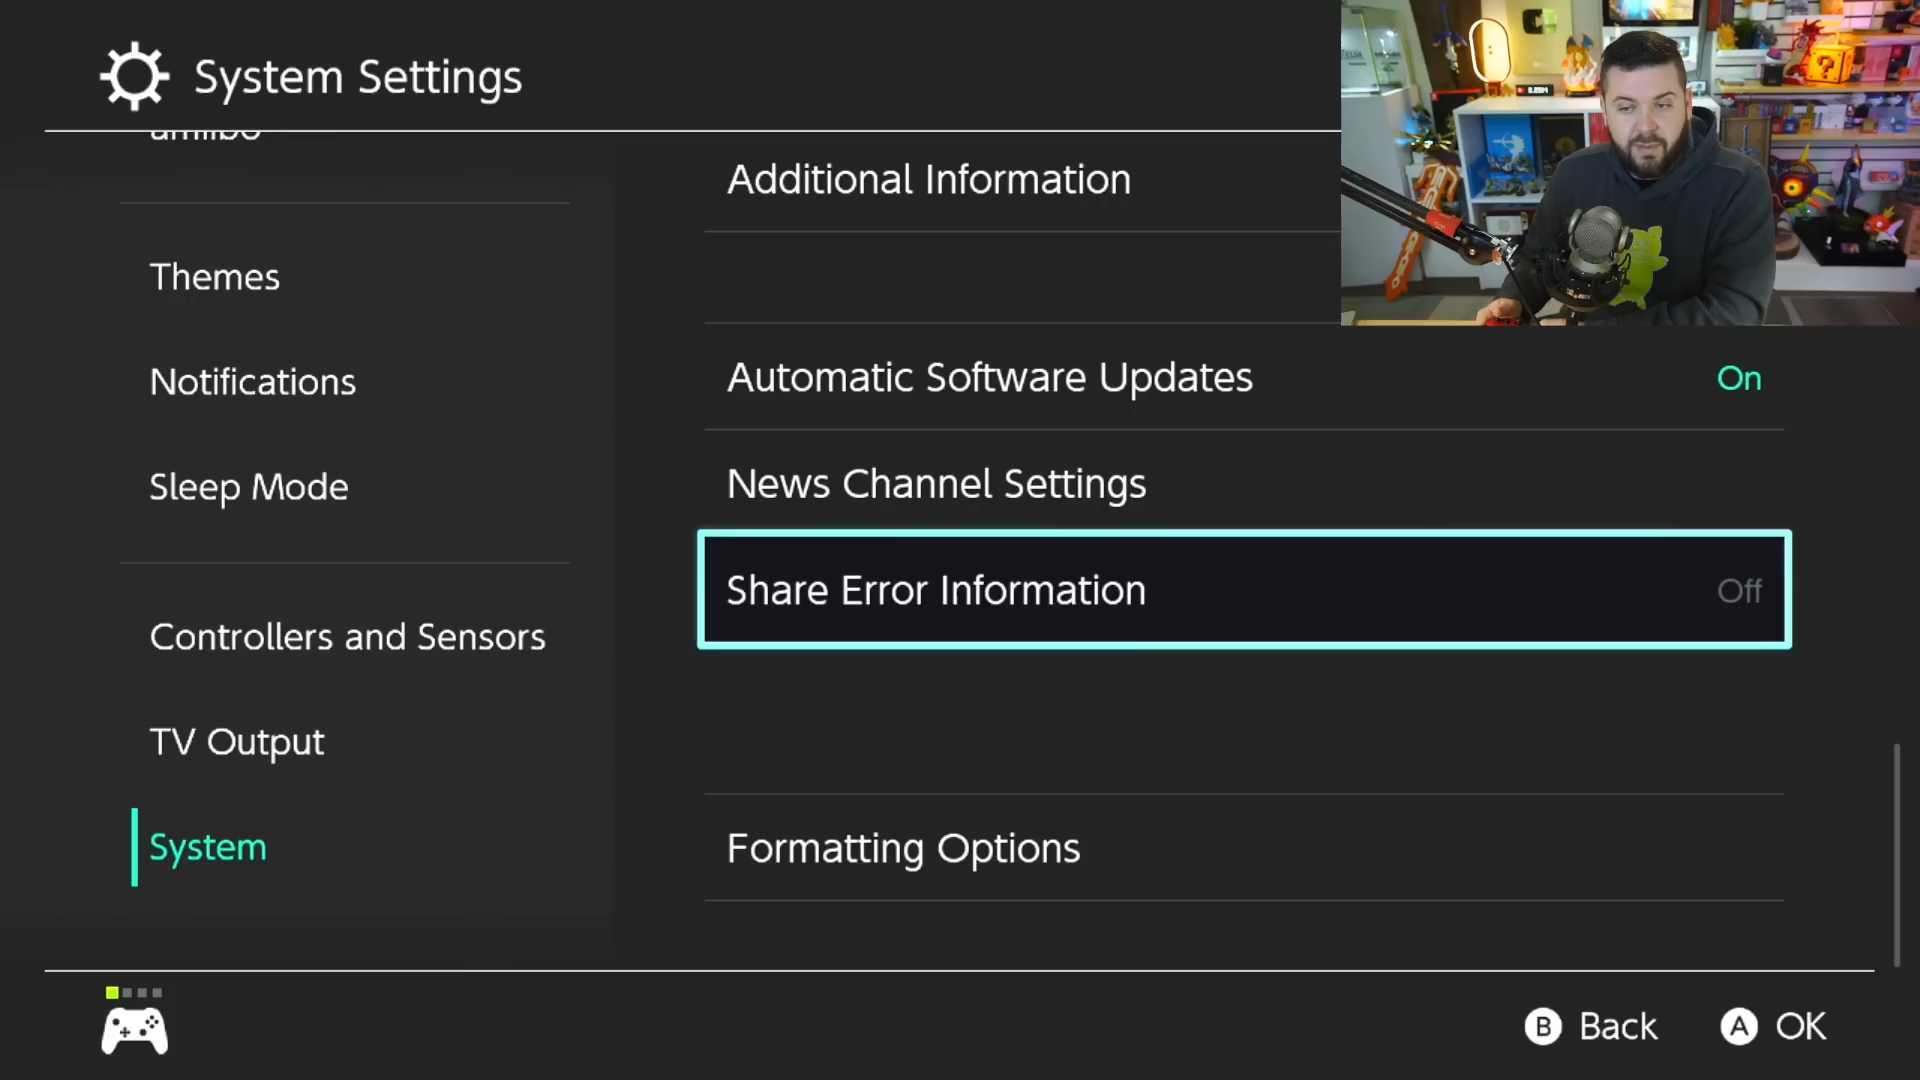 System Settings
amiibo
Themes
Notifications
Sleep Mode
Controllers and Sensors
TV Output
System
Additional Information
Automatic Software Updates On
News Channel Settings
Share Error Information Off
Formatting Options
B Back A OK